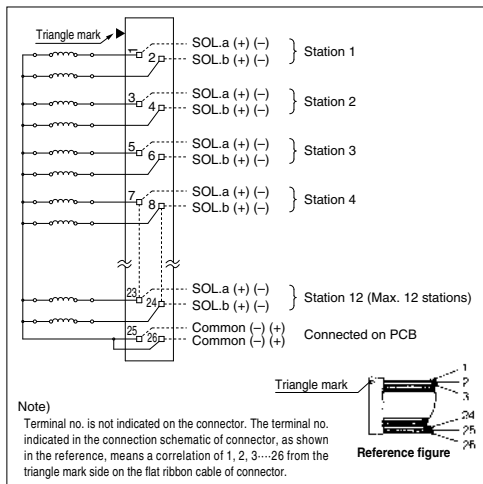 Triangle mark
1
SOL.a (+) (–)
2
SOL.b (+) (–)
Station 1
3
SOL.a (+) (–)
4
SOL.b (+) (–)
Station 2
5
SOL.a (+) (–)
6
SOL.b (+) (–)
Station 3
7
SOL.a (+) (–)
8
SOL.b (+) (–)
Station 4
23
SOL.a (+) (–)
24
SOL.b (+) (–)
Station 12 (Max. 12 stations)
25
Common (–) (+)
26
Common (–) (+)
Connected on PCB
Triangle mark
1
2
3
24
25
26
Reference figure
Note)
Terminal no. is not indicated on the connector. The terminal no.
indicated in the connection schematic of connector, as shown
in the reference, means a correlation of 1, 2, 3····26 from the
triangle mark side on the flat ribbon cable of connector.